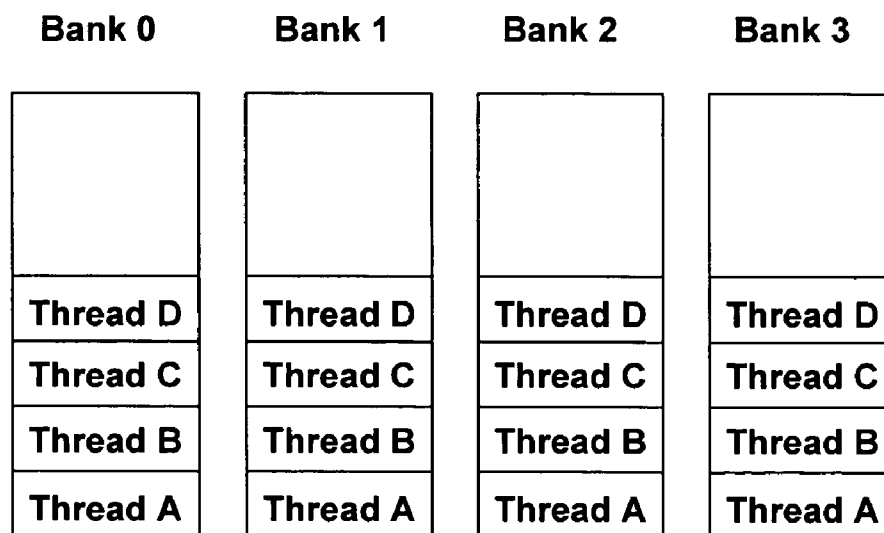 Bank 0 Bank 1 Bank 2 Bank 3
Thread D Thread D Thread D Thread D
Thread C Thread C Thread C Thread C
Thread B Thread B Thread B Thread B
Thread A Thread A Thread A Thread A